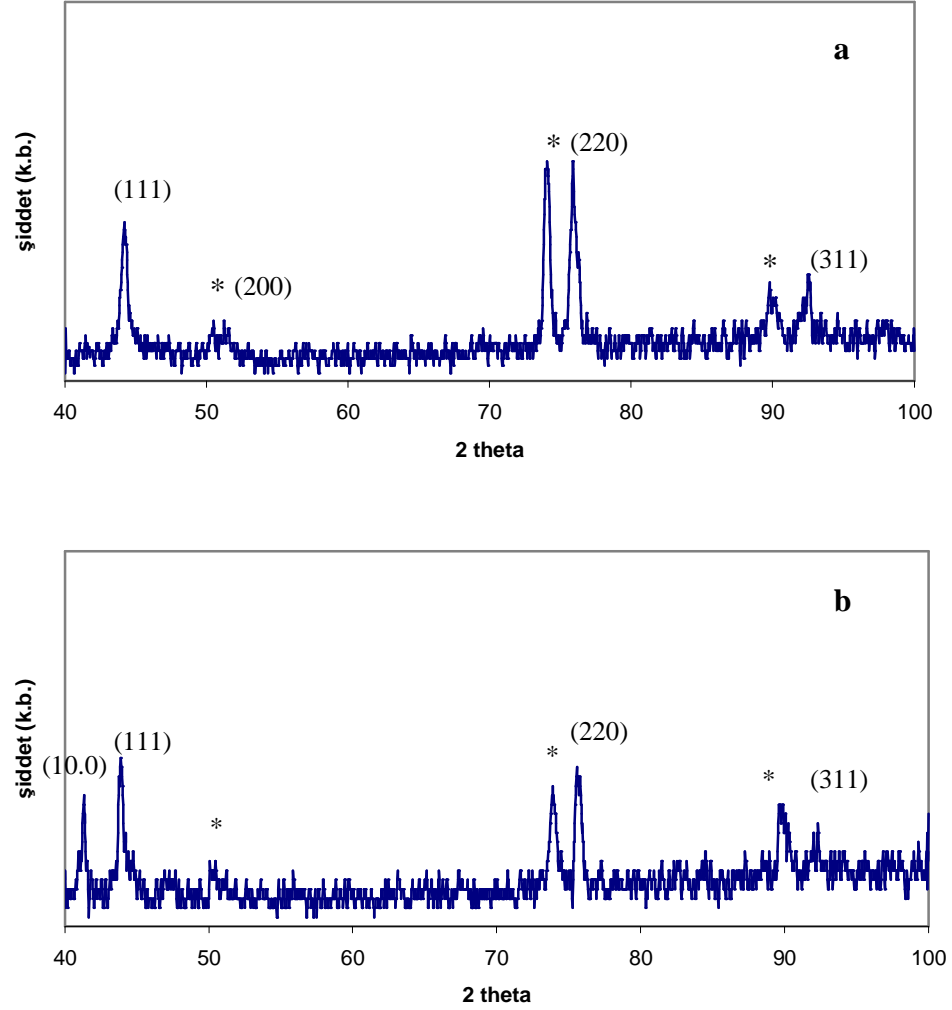 a
* (220)
(111)
* (311)
* (200)
şiddet (k.b.)
40 50 60 70 80 90 100
2 theta
b
(220)
(111) *
(10.0) * (311)
*
şiddet (k.b.)
40 50 60 70 80 90 100
2 theta